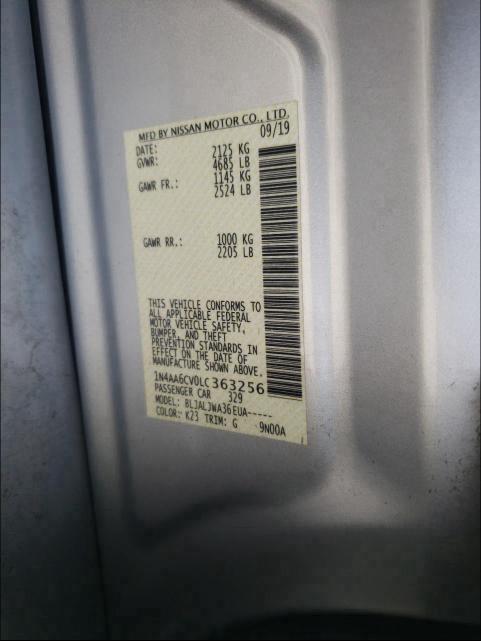 MFD BY NISSAN MOTOR CO., LTD.
DATE: 09/19
GVWR: 2125 KG
4685 LB
GAWR FR.: 1145 KG
2524 LB
GAWR RR.: 1000 KG
2205 LB
THIS VEHICLE CONFORMS TO
ALL APPLICABLE FEDERAL
MOTOR VEHICLE SAFETY,
BUMPER, AND THEFT
PREVENTION STANDARDS IN
EFFECT ON THE DATE OF
MANUFACTURE SHOWN ABOVE.
1N4AA6CV0LC363256
PASSENGER CAR 329
MODEL: BLJALJWA36EUA-----
COLOR: K23 TRIM: G 9N00A